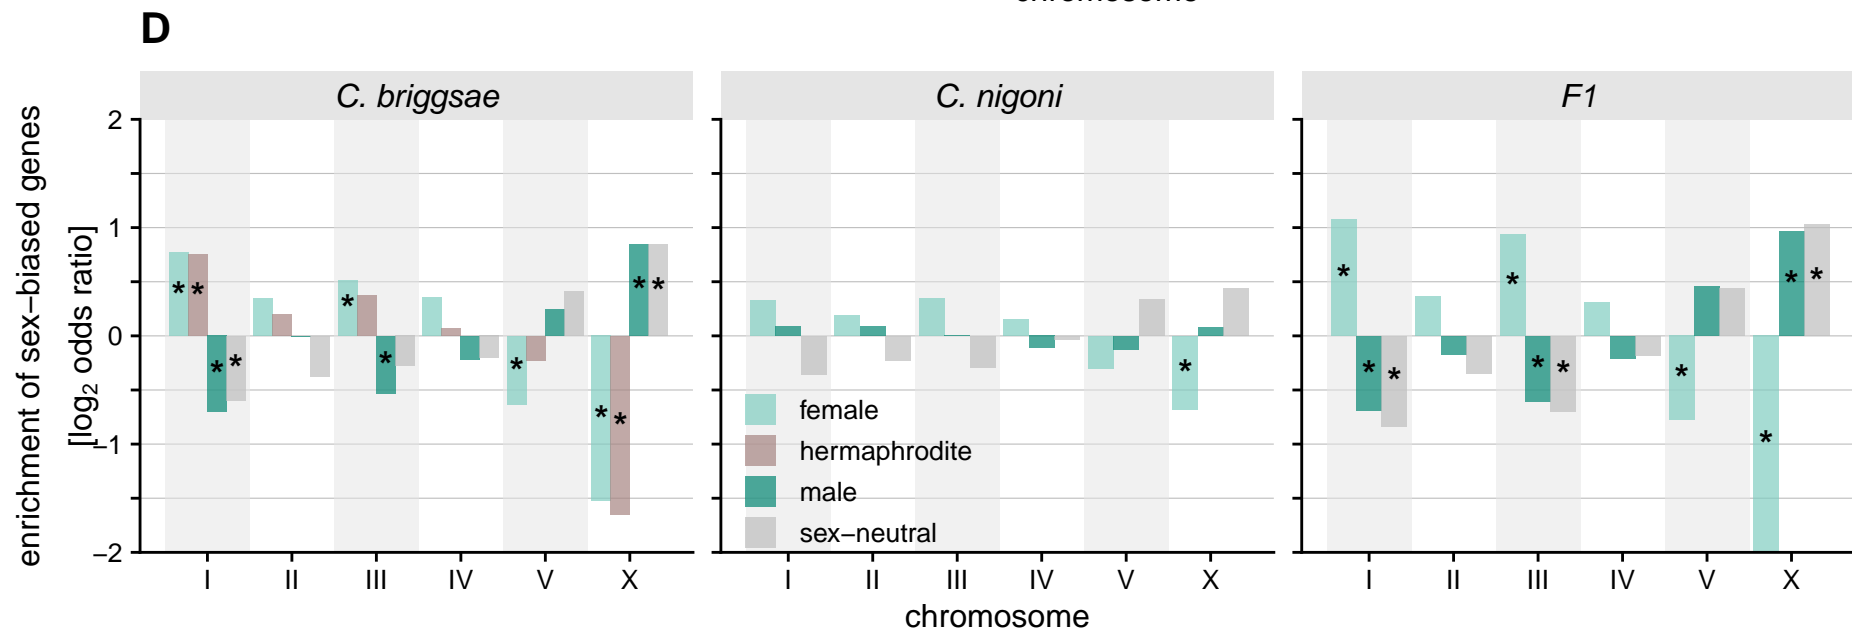 chromosome
D
C. briggsae
C. nigoni
F1
enrichment of sex−biased genes
[log2 odds ratio]
2
1
0
−1
−2
* * * * * * * * * * * *
*
* * * * * * * * * *
female
hermaphrodite
male
sex−neutral
I II III IV V X
I II III IV V X
I II III IV V X
chromosome